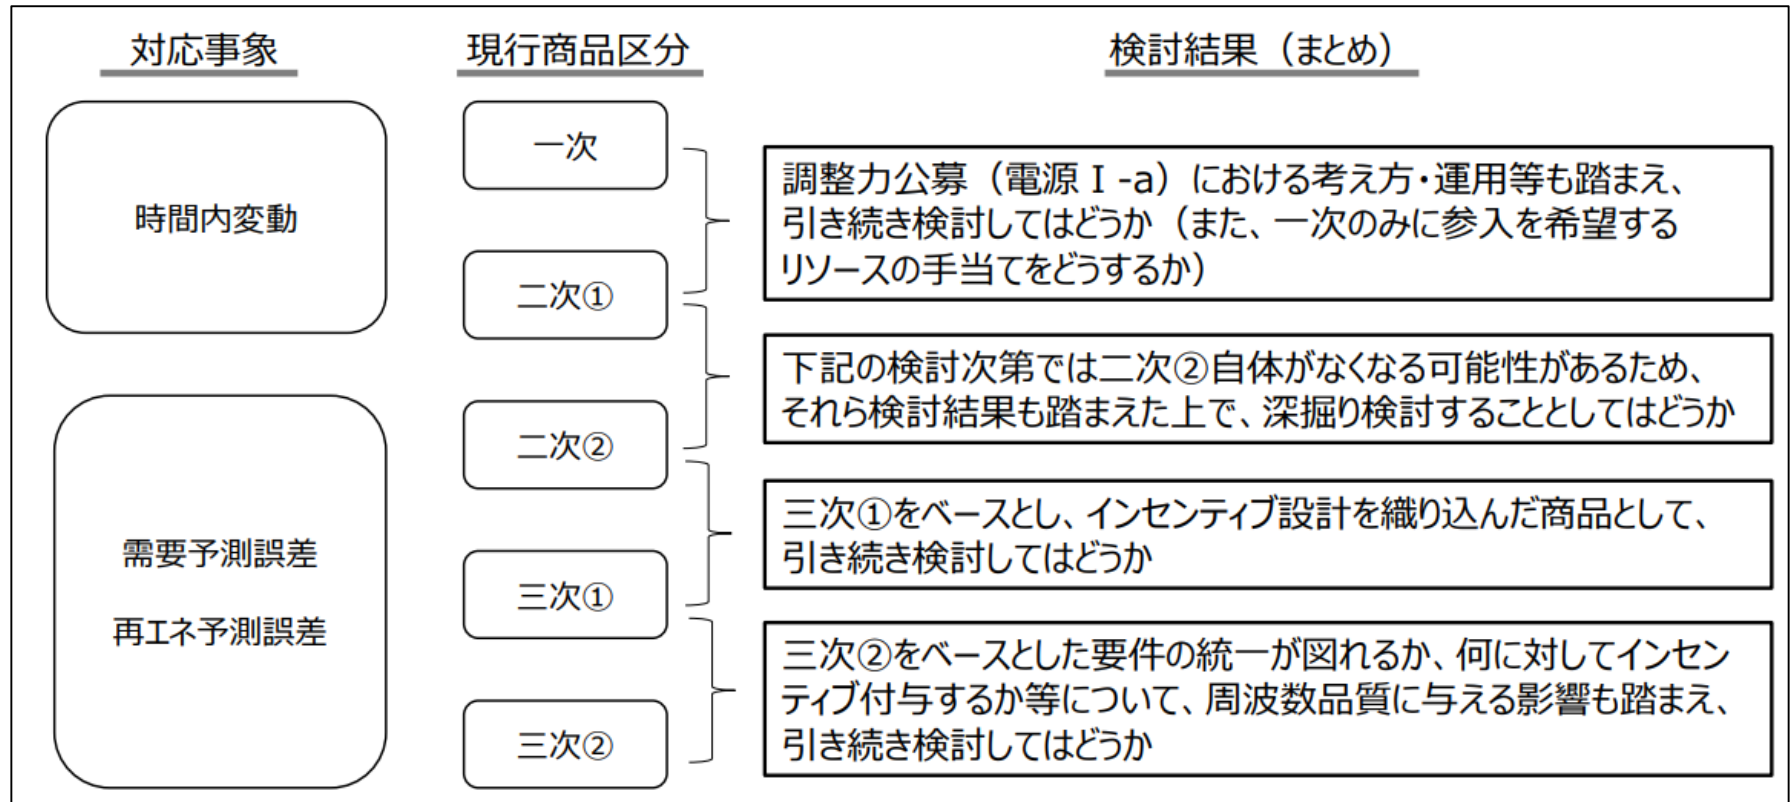 対応事象
現行商品区分
検討結果（まとめ）
時間内変動
需要予測誤差
再エネ予測誤差
一次
二次①
二次②
三次①
三次②
調整力公募（電源Ⅰ-a）における考え方・運用等も踏まえ、
引き続き検討してはどうか（また、一次のみに参入を希望する
リソースの手当てをどうするか）
下記の検討次第では二次②自体がなくなる可能性があるため、
それら検討結果も踏まえた上で、深掘り検討することとしてはどうか
三次①をベースとし、インセンティブ設計を織り込んだ商品として、
引き続き検討してはどうか
三次②をベースとした要件の統一が図れるか、何に対してインセン
ティブ付与するか等について、周波数品質に与える影響も踏まえ、
引き続き検討してはどうか